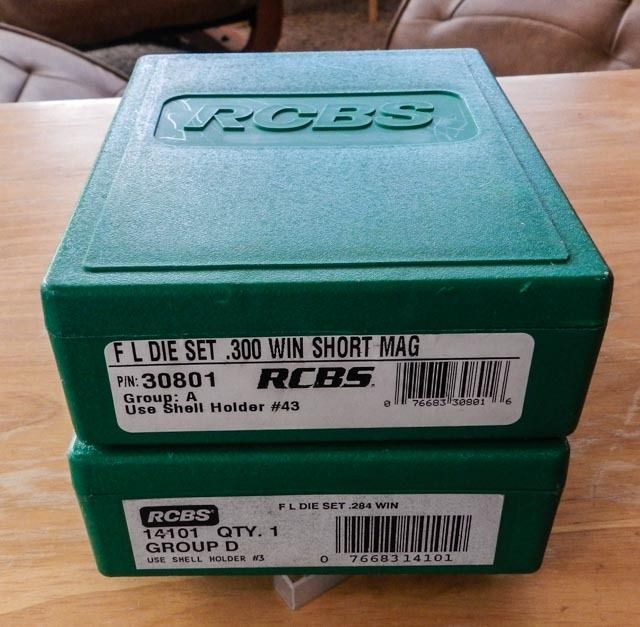 RCBS
F L DIE SET .300 WIN SHORT MAG
P/N: 30801 RCBS.
Group: A
Use Shell Holder #43
0 76683 30801 6
RCBS
F L DIE SET .284 WIN
14101 QTY. 1
GROUP D
USE SHELL HOLDER #3
0 7668314101